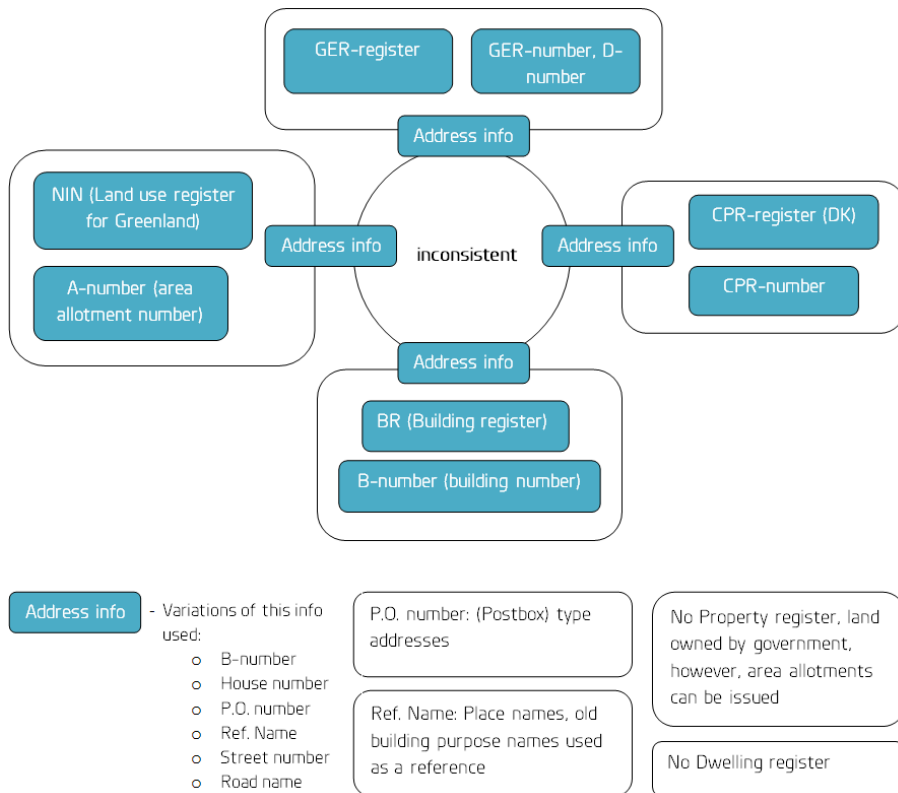 GER-register
GER-number, D-
number
Address info
NIN (Land use register
for Greenland)
A-number (area
allotment number)
Address info
inconsistent
Address info
CPR-register (DK)
CPR-number
Address info
BR (Building register)
B-number (building number)
Address info
- Variations of this info
used:
o B-number
o House number
o P.O. number
o Ref. Name
o Street number
o Road name
P.O. number: (Postbox) type
addresses
Ref. Name: Place names, old
building purpose names used
as a reference
No Property register, land
owned by government,
however, area allotments
can be issued
No Dwelling register